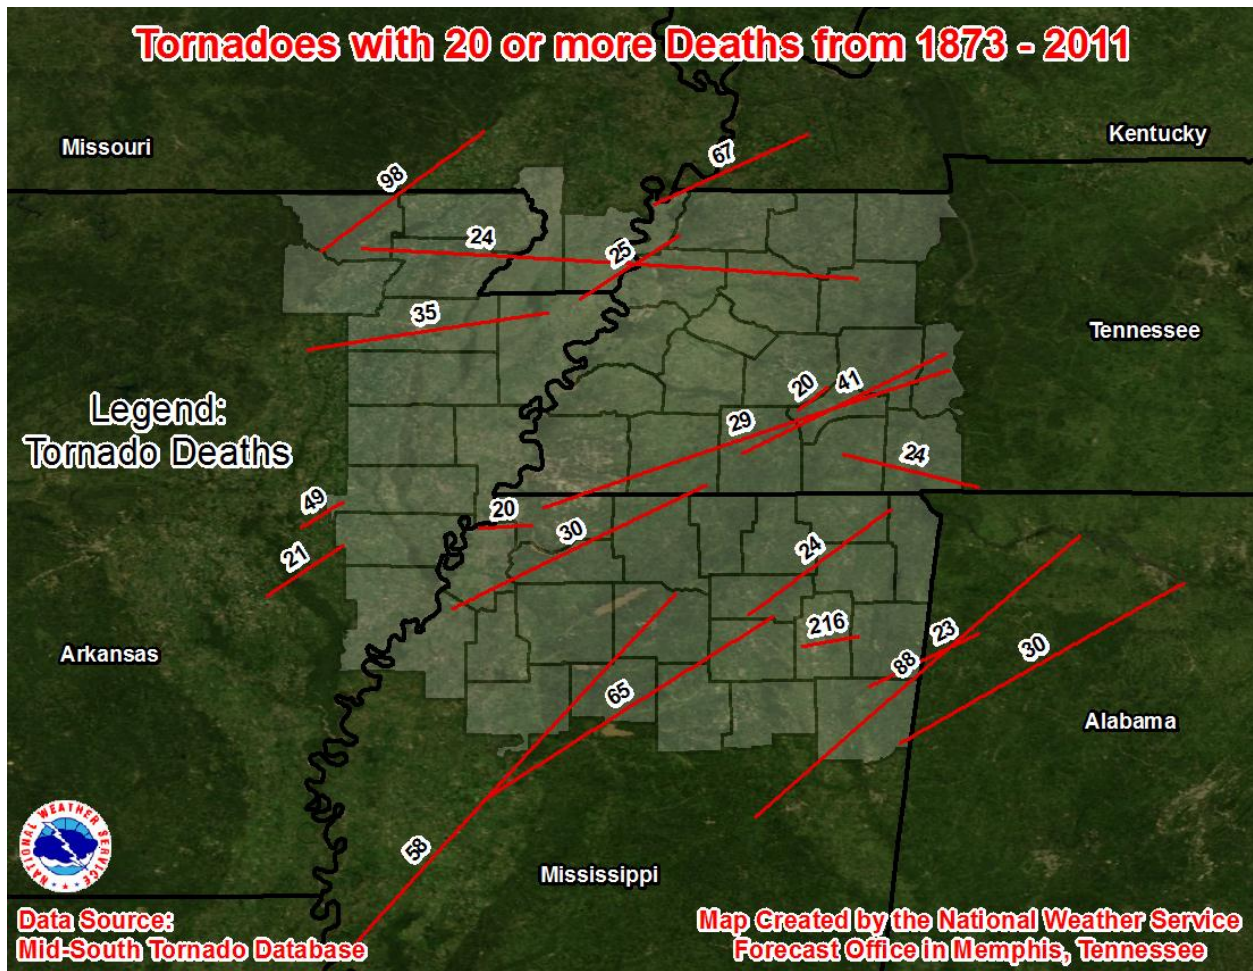 Tornadoes with 20 or more Deaths from 1873 - 2011
Missouri
Kentucky
67
98
24
25
35
Tennessee
Legend:
Tornado Deaths
20
41
29
24
49
20
30
21
24
216
23
Arkansas
88
30
65
Alabama
58
Mississippi
NATIONAL WEATHER SERVICE
Data Source:
Mid-South Tornado Database
Map Created by the National Weather Service
Forecast Office in Memphis, Tennessee